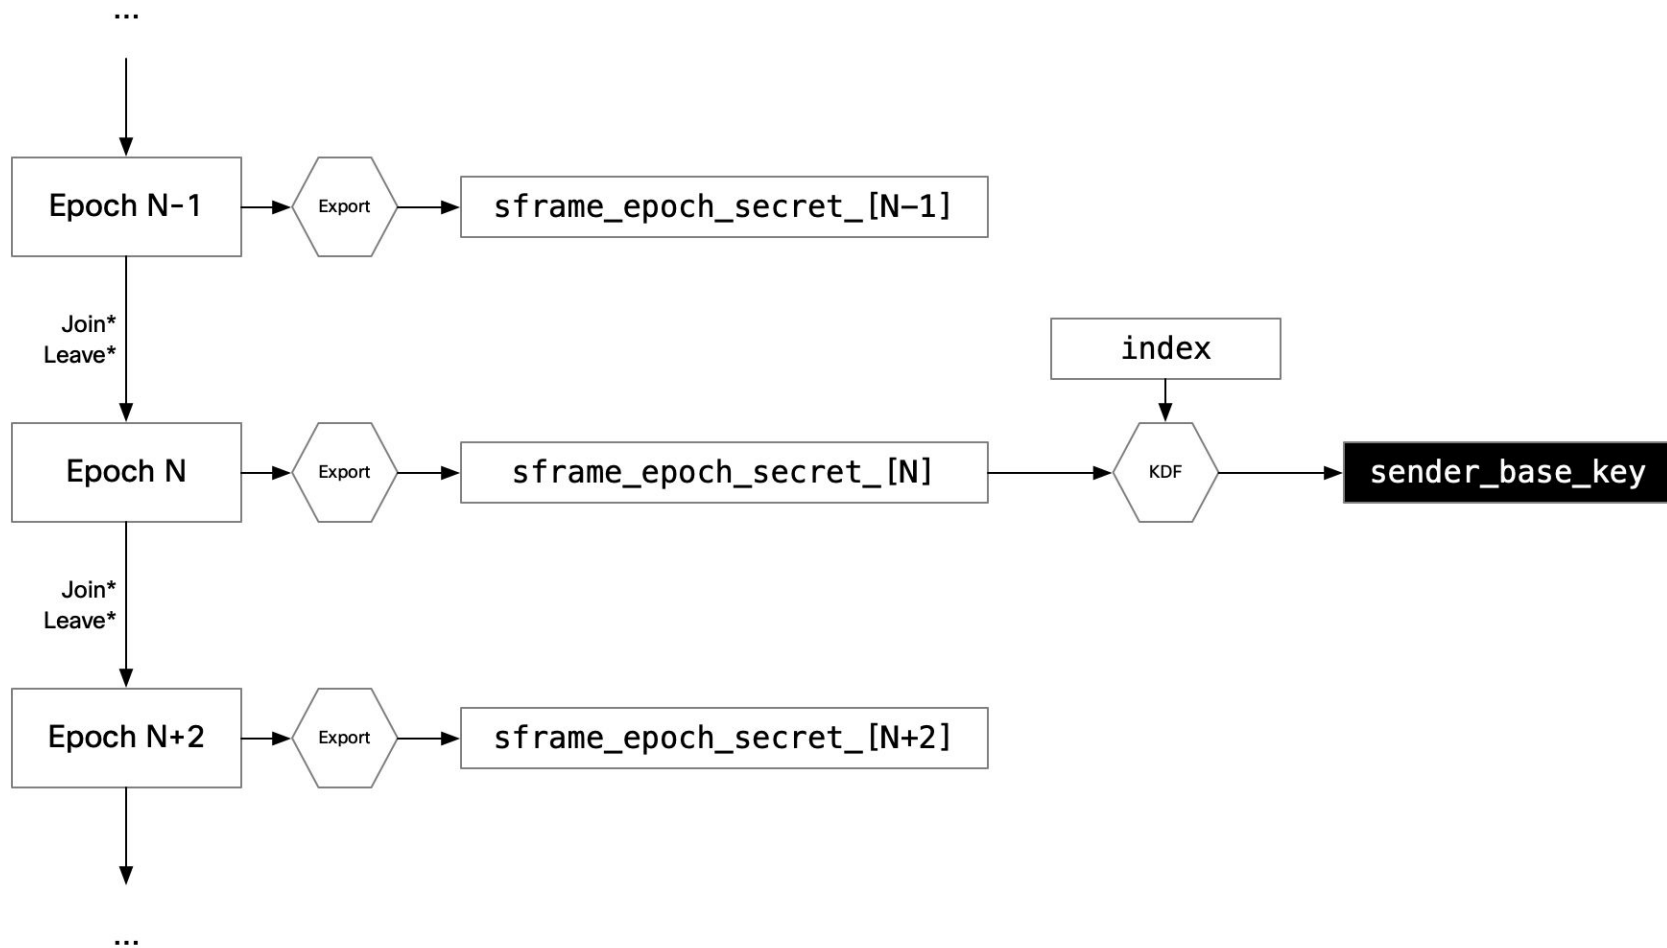 ...
Epoch N-1
Export
sframe_epoch_secret_[N-1]
Join*
Leave*
index
Epoch N
Export
sframe_epoch_secret_[N]
KDF
sender_base_key
Join*
Leave*
Epoch N+2
Export
sframe_epoch_secret_[N+2]
...